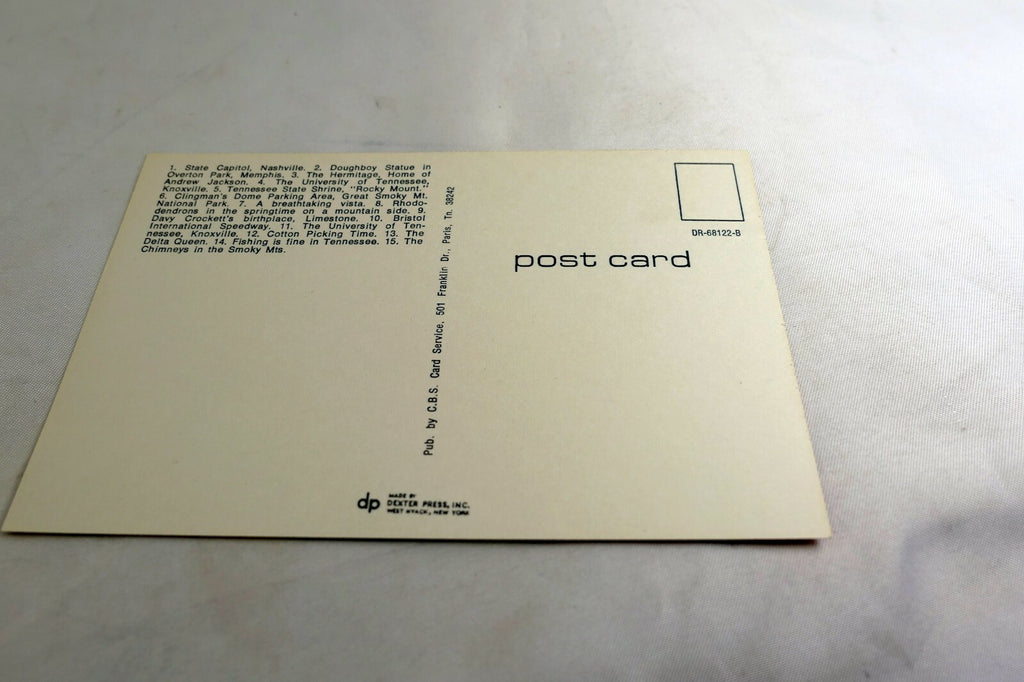 1. State Capitol, Nashville. 2. Doughboy Statue in
Overton Park, Memphis. 3. The Hermitage, Home of
Andrew Jackson. 4. The University of Tennessee,
Knoxville. 5. Tennessee State Shrine, "Rocky Mount."
6. Clingman's Dome Parking Area, Great Smoky Mt.
National Park. 7. A breathtaking vista. 8. Rhodo-
dendrons in the springtime on a mountain side. 9.
Davy Crockett's birthplace, Limestone. 10. Bristol
International Speedway. 11. The University of Ten-
nessee, Knoxville. 12. Cotton Picking Time. 13. The
Delta Queen. 14. Fishing is fine in Tennessee. 15. The
Chimneys in the Smoky Mts.
Pub. by C.B.S. Card Service, 501 Franklin Dr., Paris, Tn. 38242
DR-68122-B
post card
dp
MADE BY
DEXTER PRESS, INC.
WEST NYACK, NEW YORK